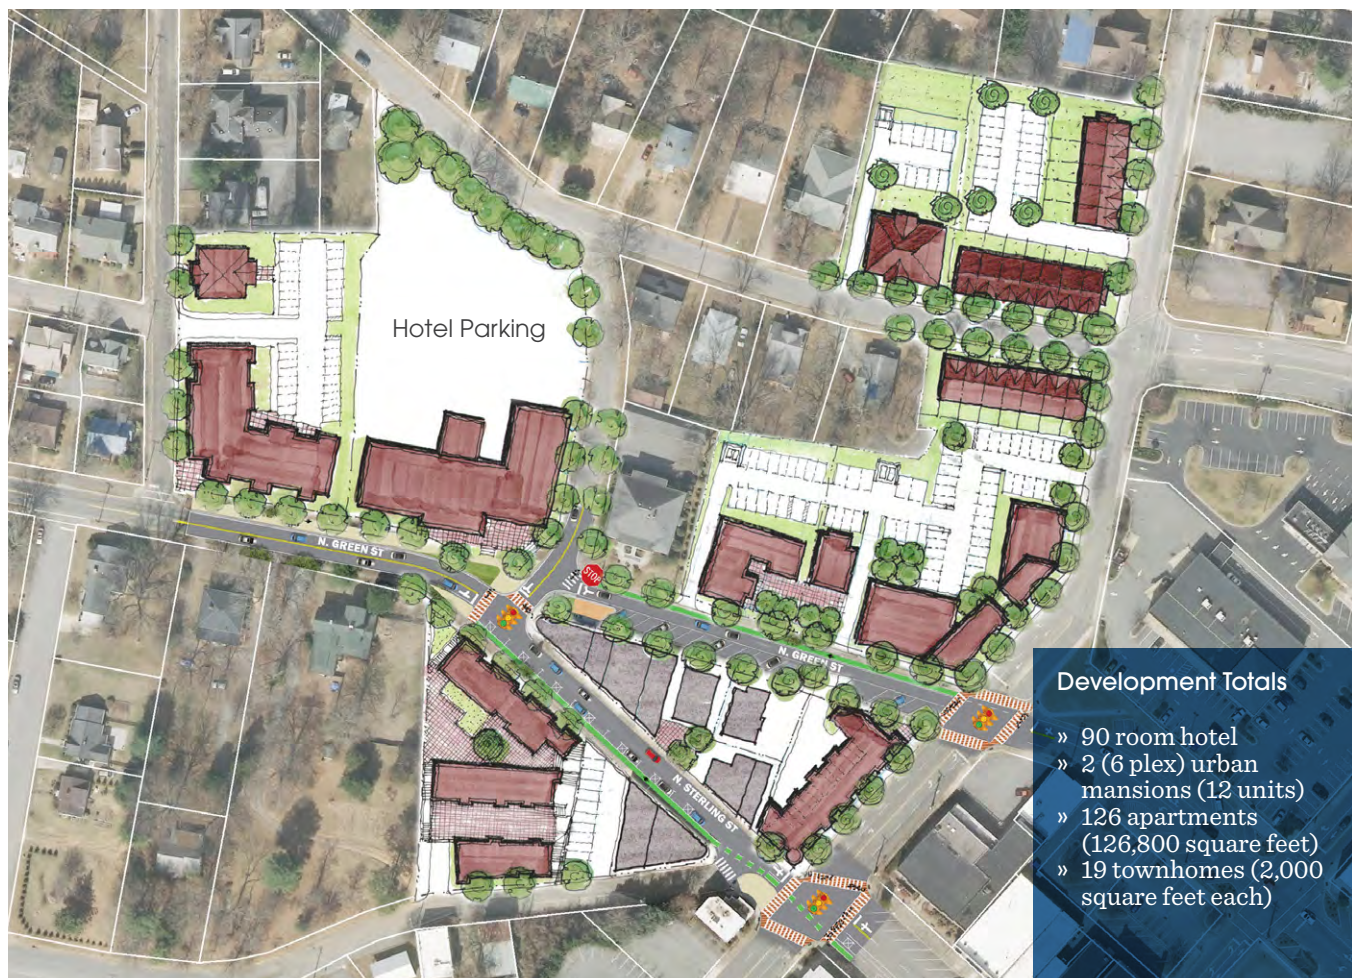 Hotel Parking
N. GREEN ST
STOP
N. GREEN ST
N. STERLING ST
Development Totals
» 90 room hotel
» 2 (6 plex) urban
mansions (12 units)
» 126 apartments
(126,800 square feet)
» 19 townhomes (2,000
square feet each)